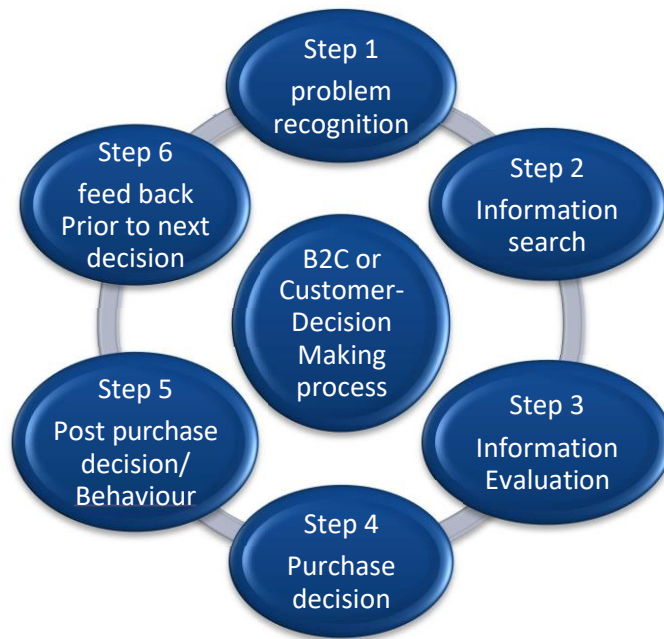 Step 1
problem
recognition
Step 2
Information
search
Step 3
Information
Evaluation
Step 4
Purchase
decision
Step 5
Post purchase
decision/
Behaviour
Step 6
feed back
Prior to next
decision
B2C or
Customer-
Decision
Making
process